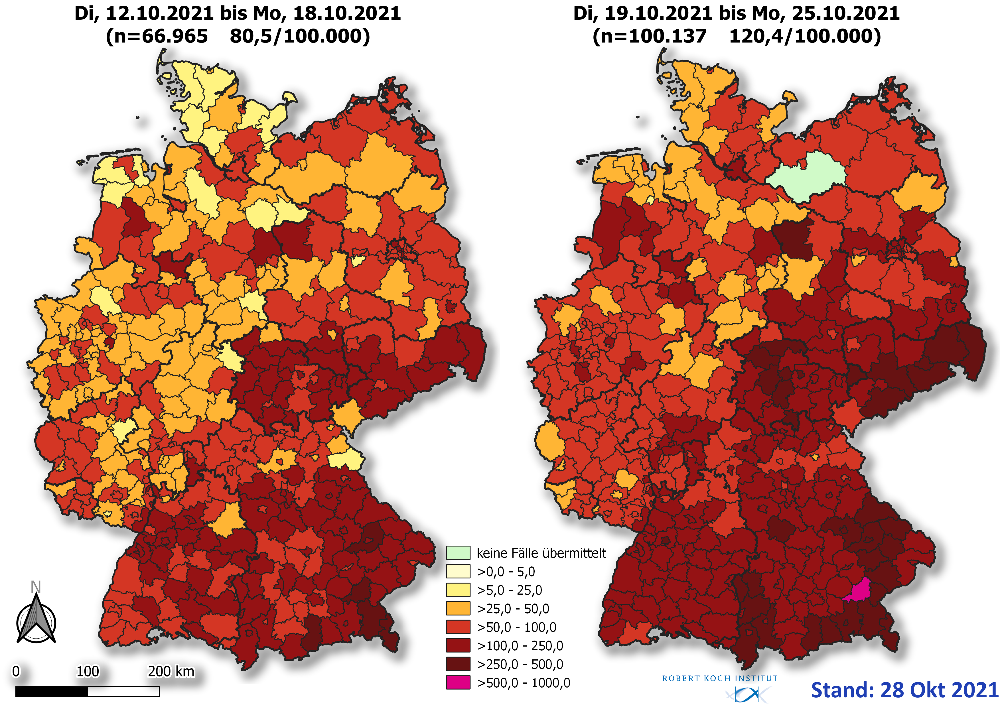 Di, 12.10.2021 bis Mo, 18.10.2021
(n=66.965 80,5/100.000)
Di, 19.10.2021 bis Mo, 25.10.2021
(n=100.137 120,4/100.000)
keine Fälle übermittelt
>0,0 - 5,0
>5,0 - 25,0
>25,0 - 50,0
>50,0 - 100,0
>100,0 - 250,0
>250,0 - 500,0
>500,0 - 1000,0
N
0 100 200 km
ROBERT KOCH INSTITUT
Stand: 28 Okt 2021